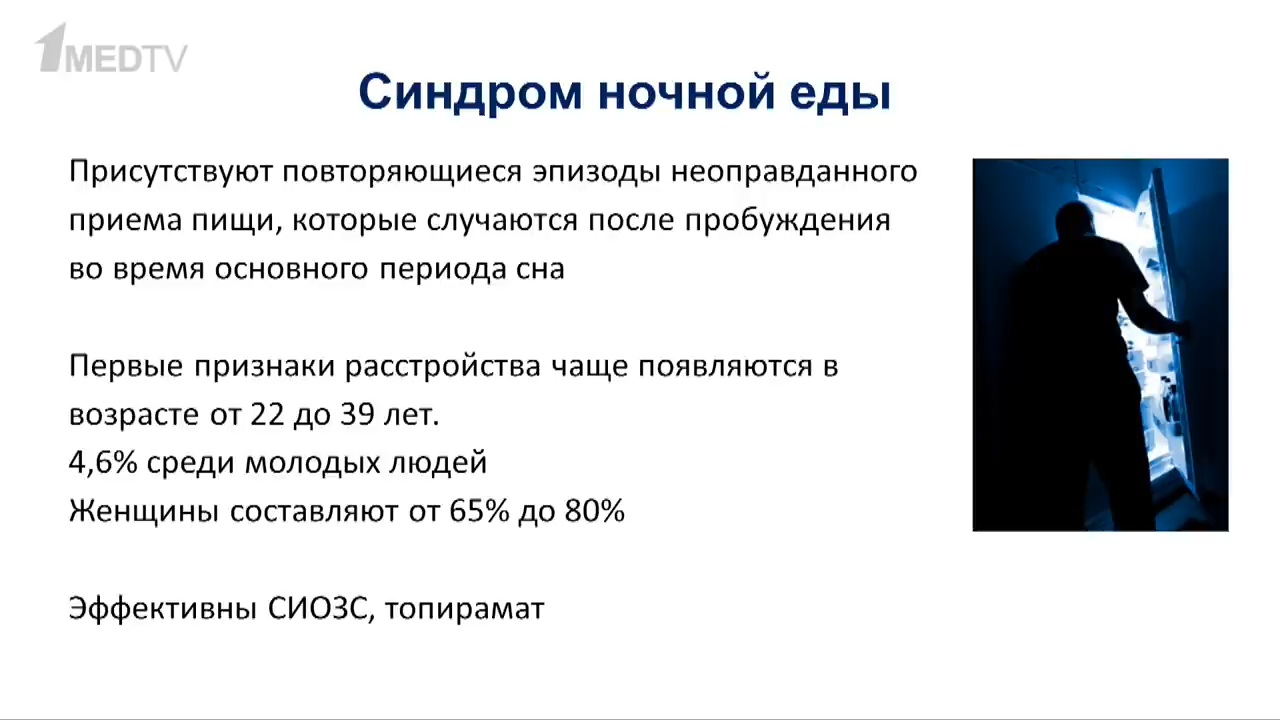 1MEDTV
Синдром ночной еды
Присутствуют повторяющиеся эпизоды неоправданного
приема пищи, которые случаются после пробуждения
во время основного периода сна
Первые признаки расстройства чаще появляются в
возрасте от 22 до 39 лет.
4,6% среди молодых людей
Женщины составляют от 65% до 80%
Эффективны СИОЗС, топирамат